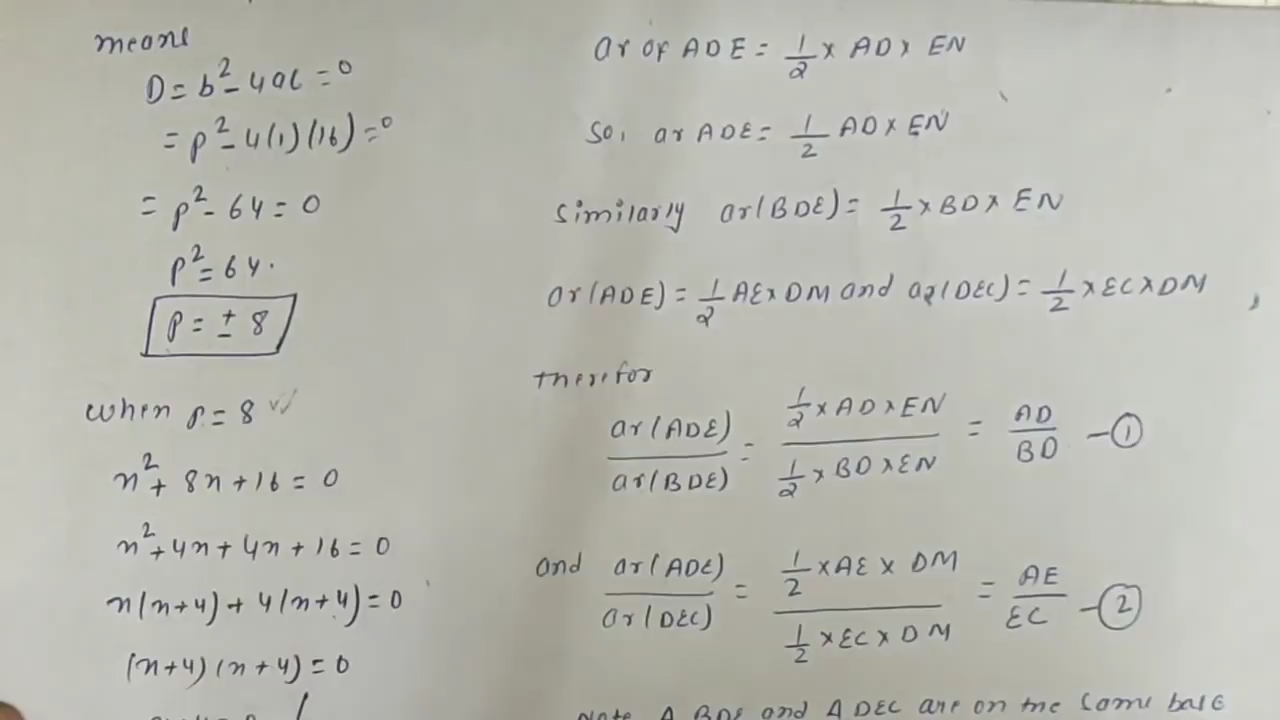 means
D = b² - 4ac = 0
= p² - 4(1)(16) = 0
= p² - 64 = 0
p² = 64.
p = ± 8
when p = 8
x² + 8x + 16 = 0
x² + 4x + 4x + 16 = 0
x(x+4) + 4(x+4) = 0
(x+4) (x+4) = 0
ar of ADE = 1/2 × AD × EN
So, ar ADE = 1/2 AD × EN
Similarly ar(BDE) = 1/2 × BD × EN
ar(ADE) = 1/2 AE × DM and ar(DEC) = 1/2 × EC × DM
therefor
ar(ADE)/ar(BDE) = (1/2 × AD × EN)/(1/2 × BD × EN) = AD/BD - ①
and ar(ADE)/ar(DEC) = (1/2 × AE × DM)/(1/2 × EC × DM) = AE/EC - ②
Note Δ BDE and Δ DEC are on the same base